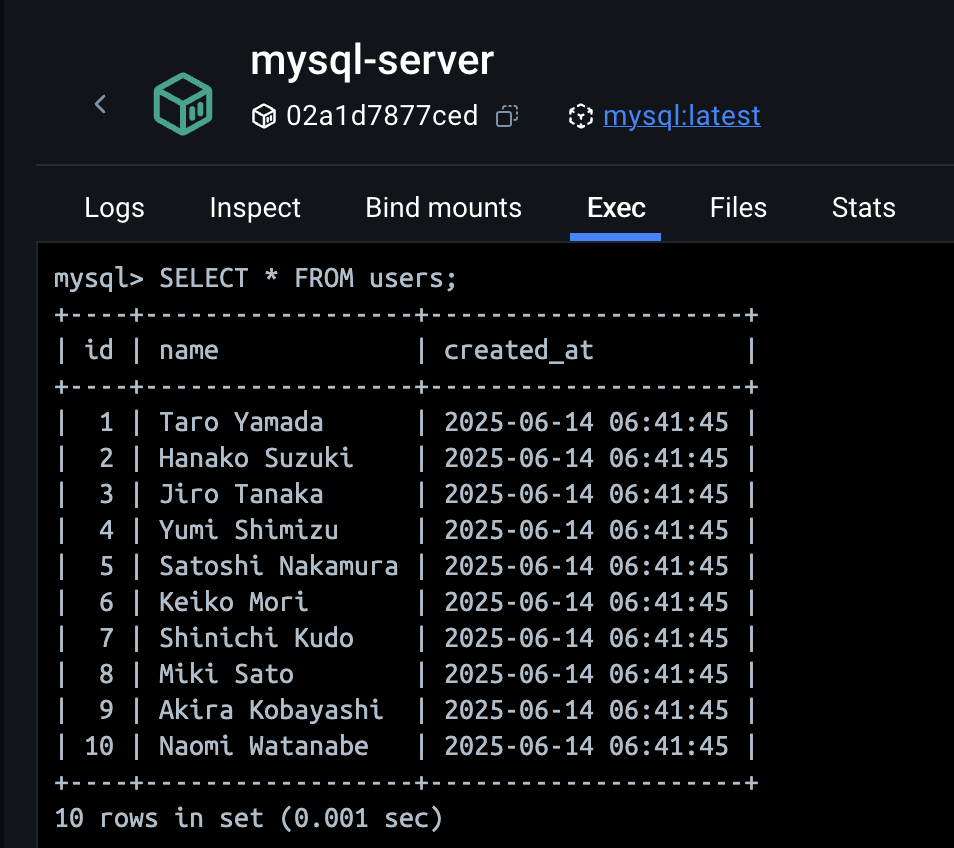 mysql-server
02a1d7877ced mysql:latest
Logs Inspect Bind mounts Exec Files Stats
mysql> SELECT * FROM users;
+----+-----------------+---------------------+
| id | name            | created_at          |
+----+-----------------+---------------------+
|  1 | Taro Yamada     | 2025-06-14 06:41:45 |
|  2 | Hanako Suzuki   | 2025-06-14 06:41:45 |
|  3 | Jiro Tanaka     | 2025-06-14 06:41:45 |
|  4 | Yumi Shimizu    | 2025-06-14 06:41:45 |
|  5 | Satoshi Nakamura | 2025-06-14 06:41:45 |
|  6 | Keiko Mori      | 2025-06-14 06:41:45 |
|  7 | Shinichi Kudo   | 2025-06-14 06:41:45 |
|  8 | Miki Sato       | 2025-06-14 06:41:45 |
|  9 | Akira Kobayashi | 2025-06-14 06:41:45 |
| 10 | Naomi Watanabe  | 2025-06-14 06:41:45 |
+----+-----------------+---------------------+
10 rows in set (0.001 sec)